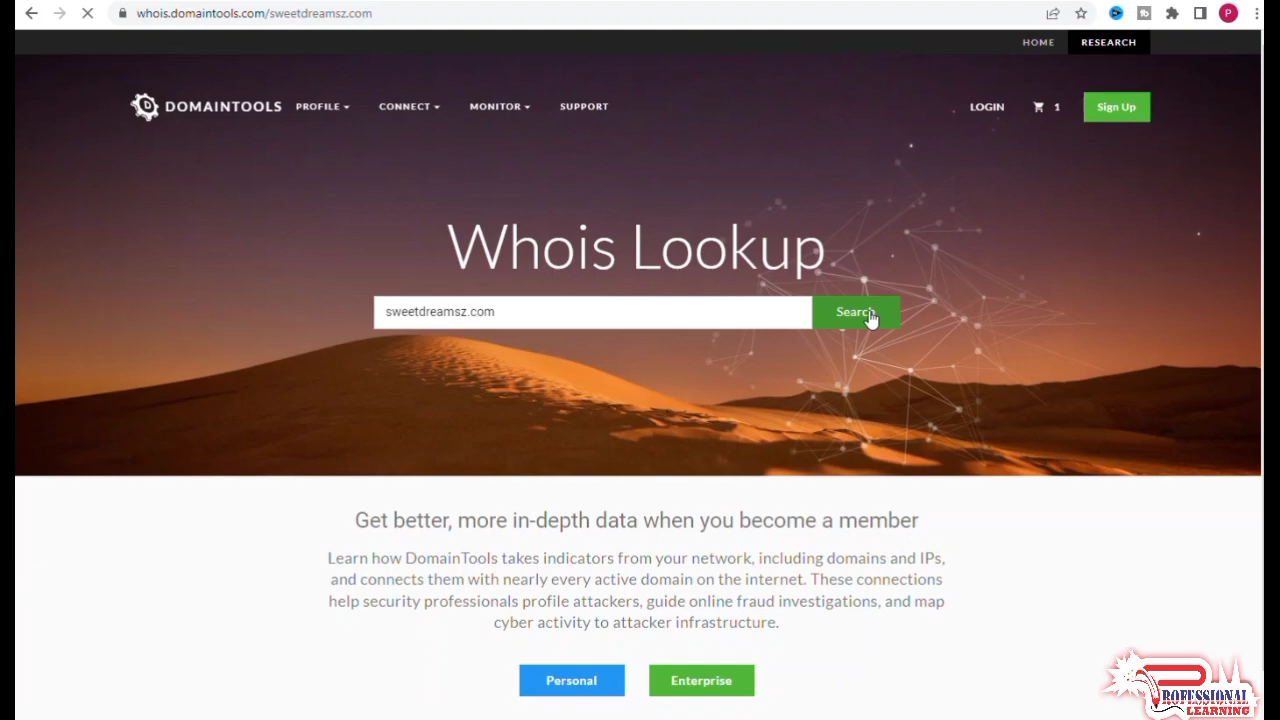 whois.domaintools.com/sweetdreamsz.com
P
HOME RESEARCH
DOMAINTOOLS PROFILE CONNECT MONITOR SUPPORT LOGIN 1 Sign Up
Whois Lookup
sweetdreamsz.com Search
Get better, more in-depth data when you become a member
Learn how DomainTools takes indicators from your network, including domains and IPs,
and connects them with nearly every active domain on the internet. These connections
help security professionals profile attackers, guide online fraud investigations, and map
cyber activity to attacker infrastructure.
Personal Enterprise
PROFESSIONAL
LEARNING